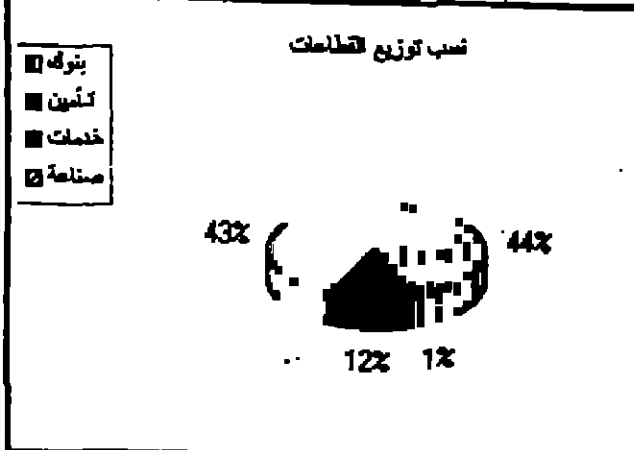 نسب توزيع القطاعات
بنوك
تأمين
خدمات
صناعة
43%
44%
12%
1%